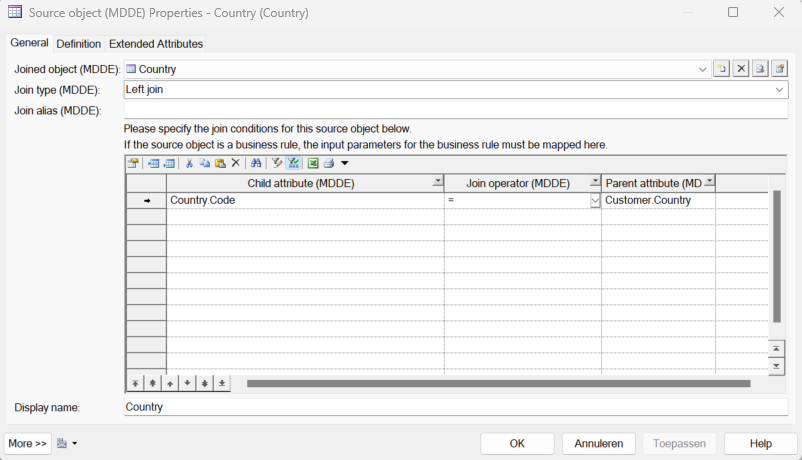 Source object (MDDE) Properties - Country (Country)
General Definition Extended Attributes
Joined object (MDDE): Country
Join type (MDDE): Left join
Join alias (MDDE):
Please specify the join conditions for this source object below.
If the source object is a business rule, the input parameters for the business rule must be mapped here.
Child attribute (MDDE) Join operator (MDDE) Parent attribute (MD
Country.Code = Customer.Country
Display name: Country
More >> OK Annuleren Toepassen Help